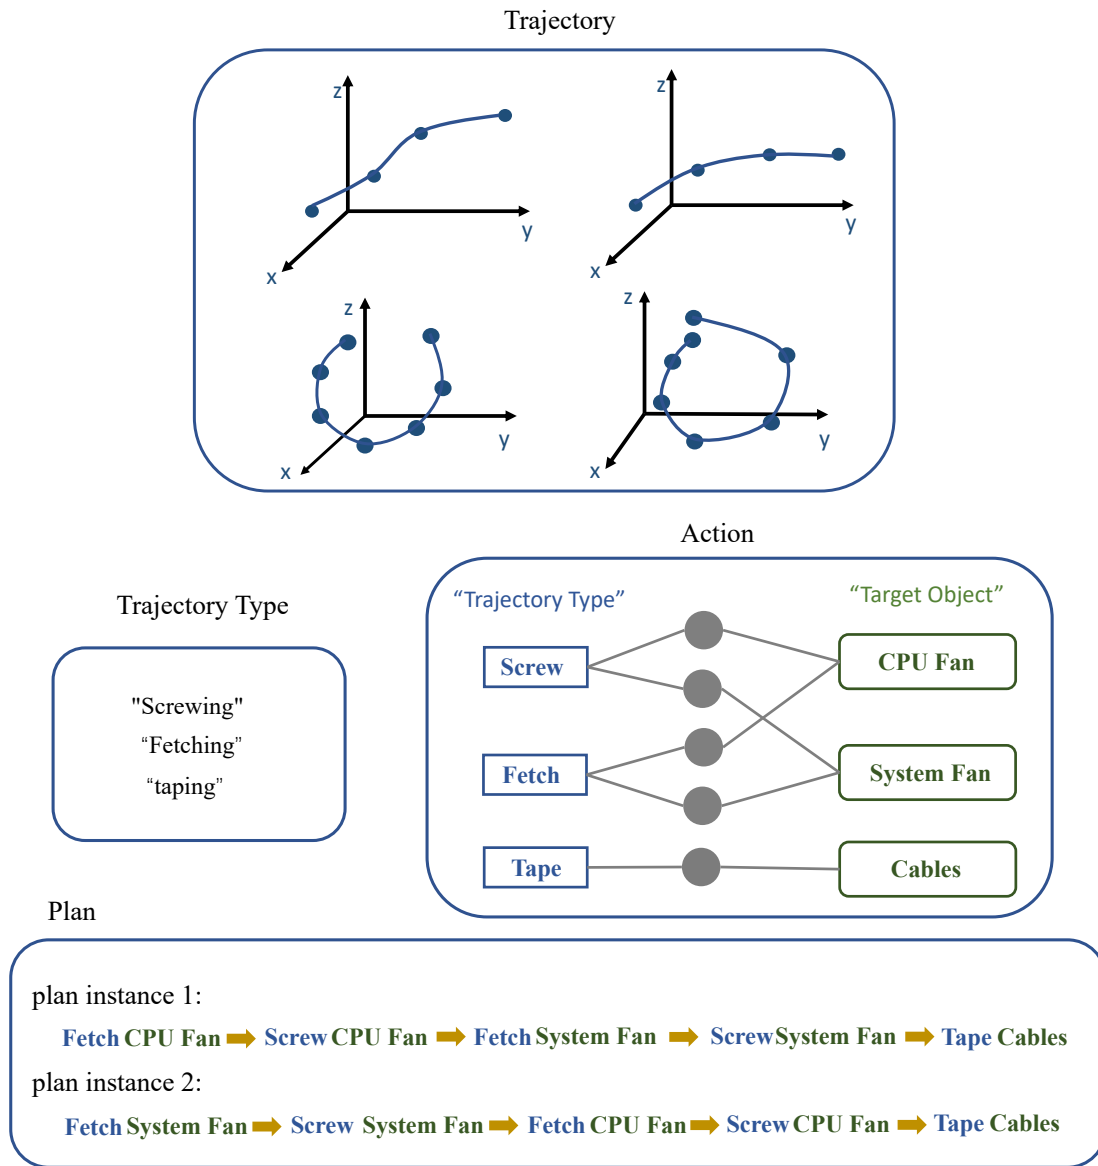 Trajectory
z
y
x
z
y
x
z
y
x
z
y
x
Action
Trajectory Type
"Screwing"
“Fetching”
“taping”
“Trajectory Type”
“Target Object”
Screw
CPU Fan
Fetch
System Fan
Tape
Cables
Plan
plan instance 1:
Fetch CPU Fan Screw CPU Fan Fetch System Fan Screw System Fan Tape Cables
plan instance 2:
Fetch System Fan Screw System Fan Fetch CPU Fan Screw CPU Fan Tape Cables